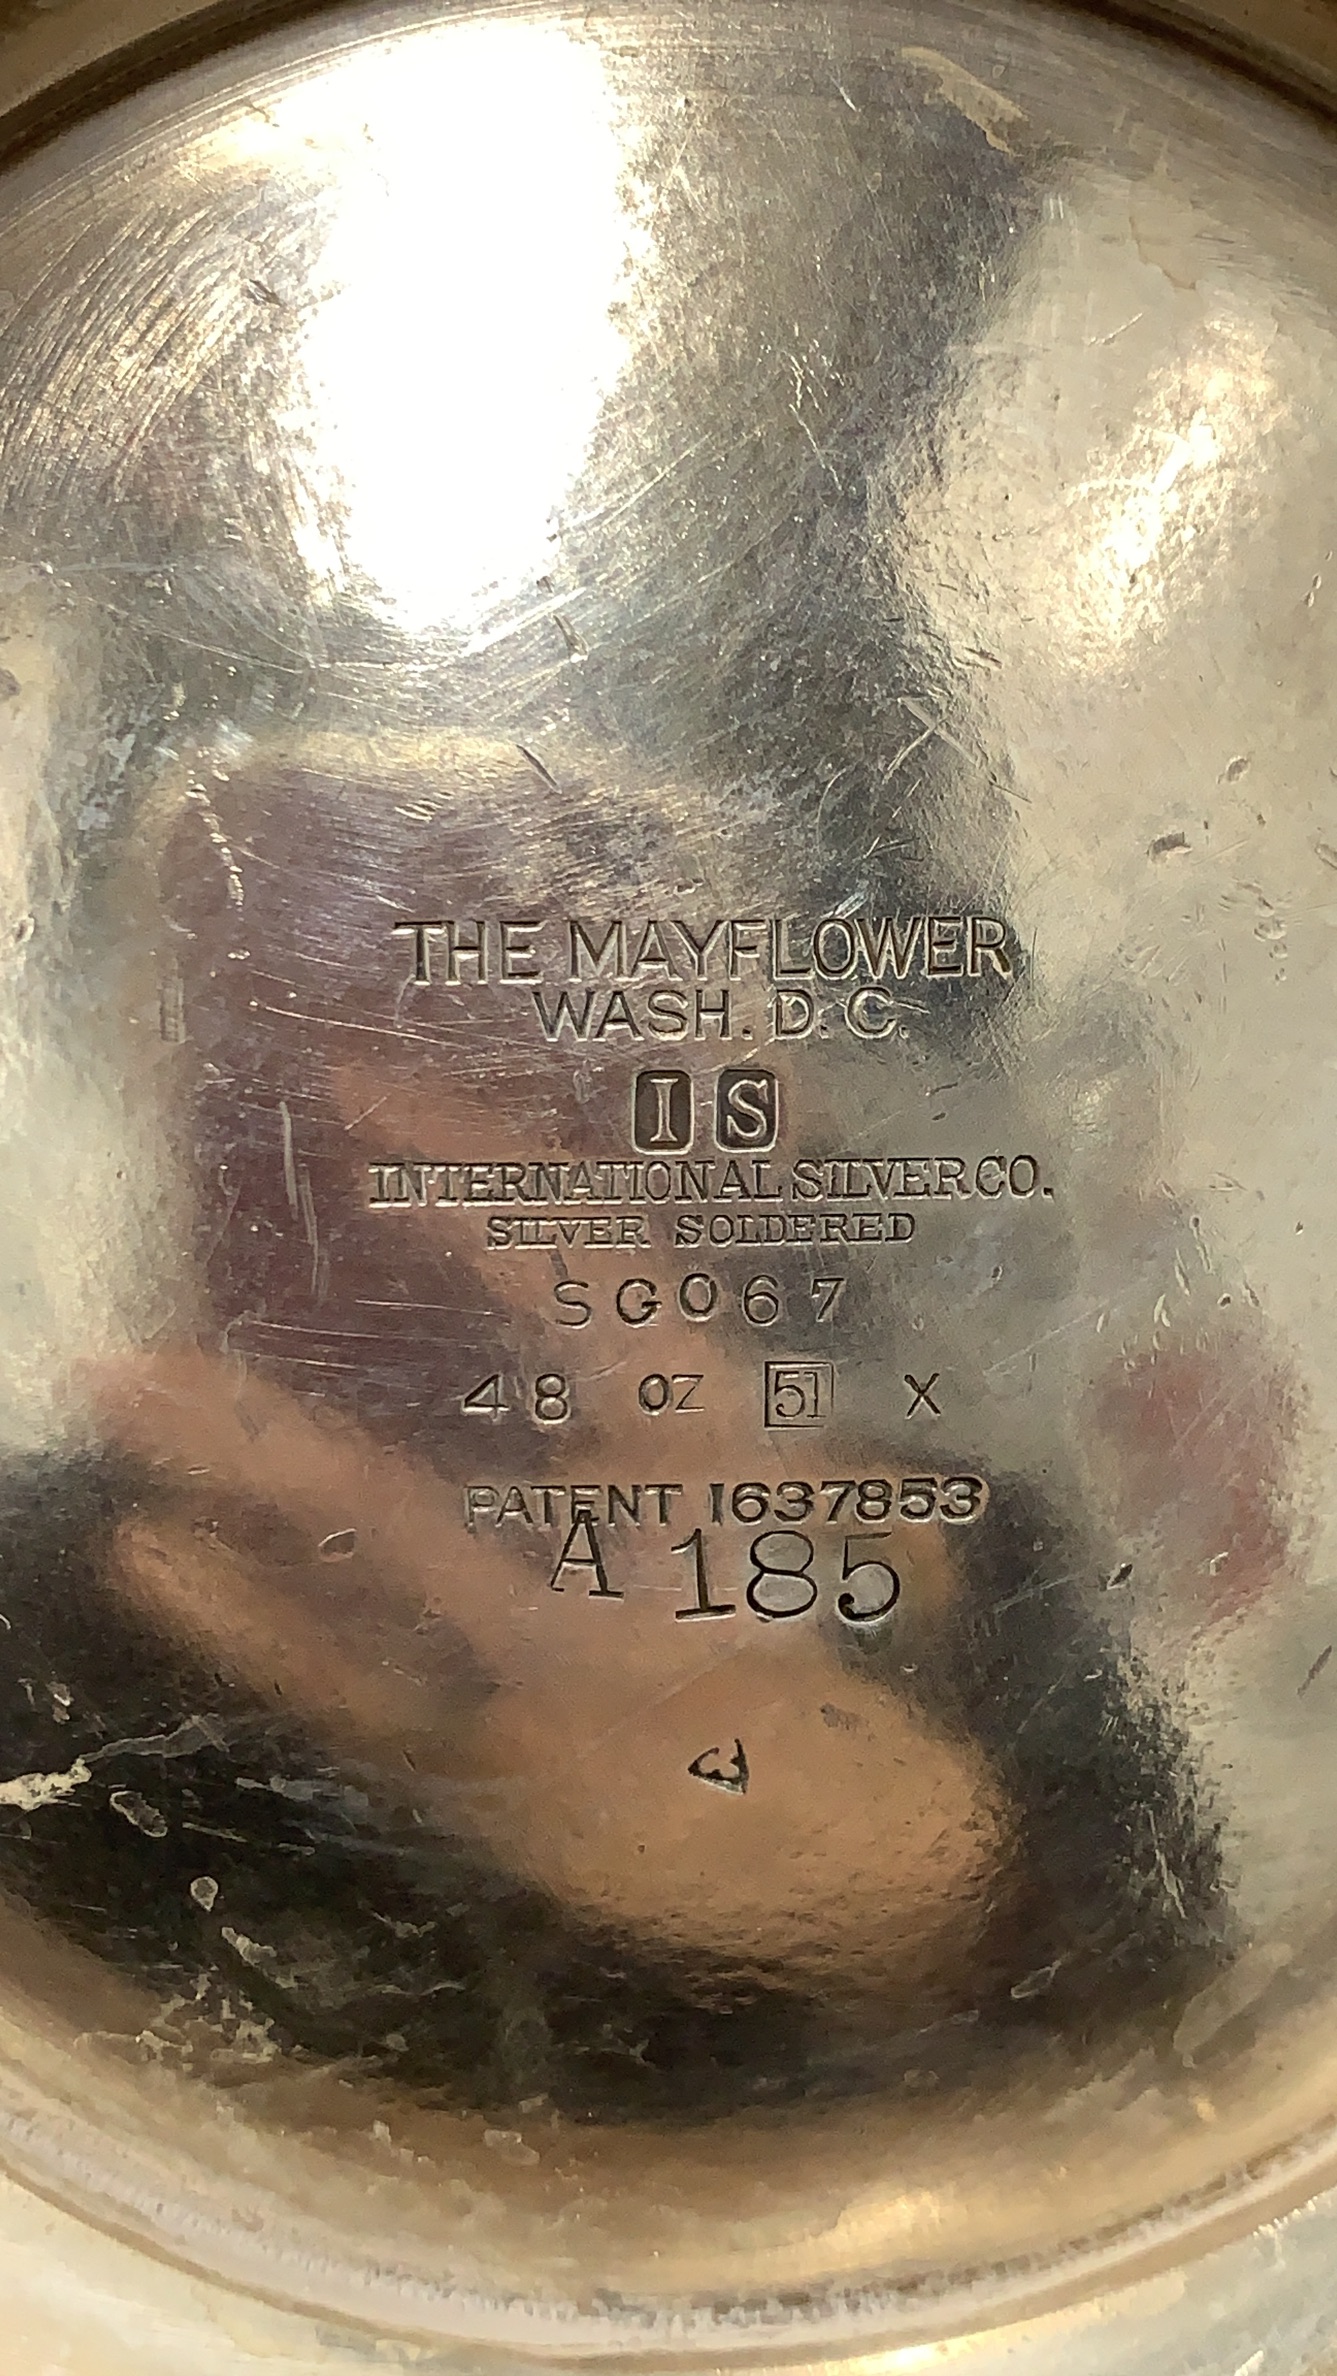 THE MAYFLOWER
WASH. D. C.
I S
INTERNATIONAL SILVER CO.
SILVER SOLDERED
SG067
48 OZ 51 X
PATENT 1637853
A 185